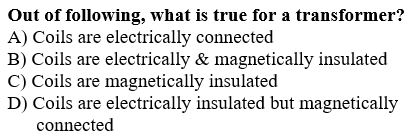 Out of following, what is true for a transformer?
A) Coils are electrically connected
B) Coils are electrically & magnetically insulated
C) Coils are magnetically insulated
D) Coils are electrically insulated but magnetically
connected